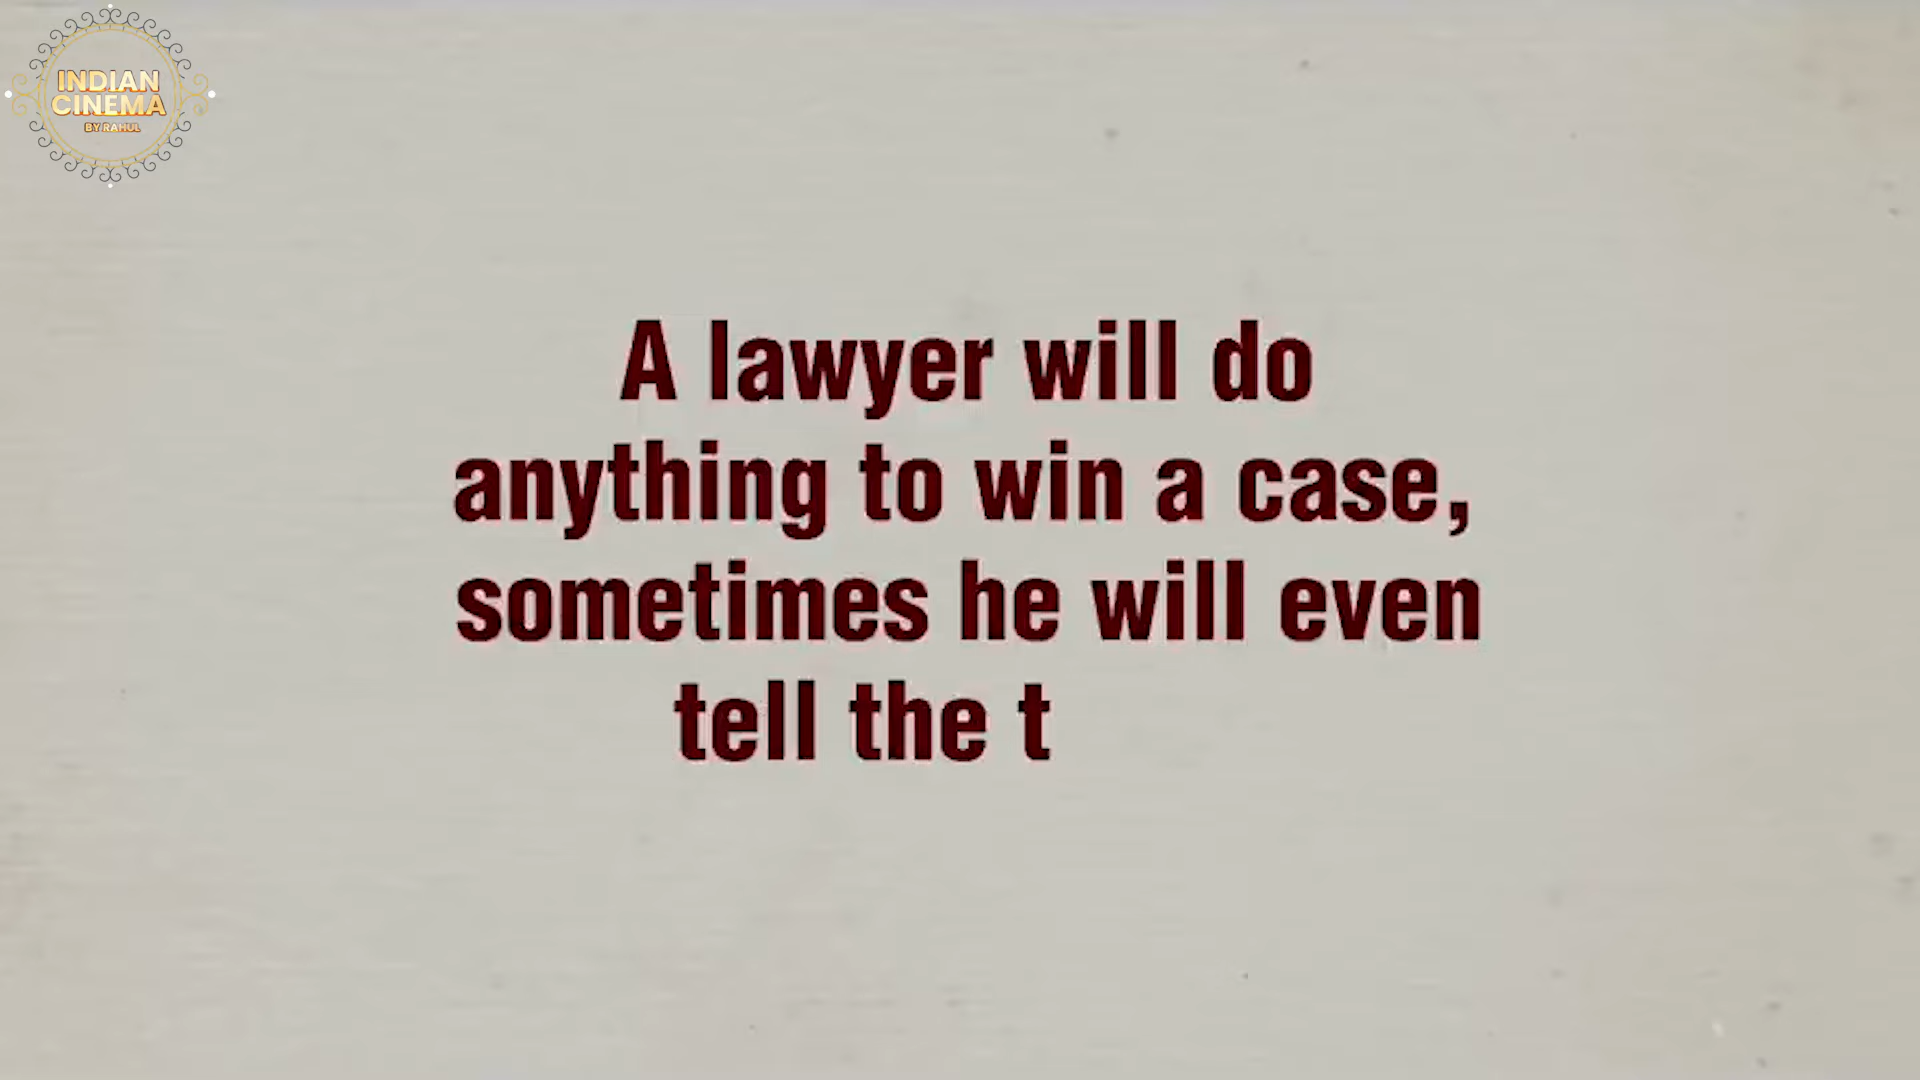 INDIAN
CINEMA
BY RAHUL
A lawyer will do
anything to win a case,
sometimes he will even
tell the t